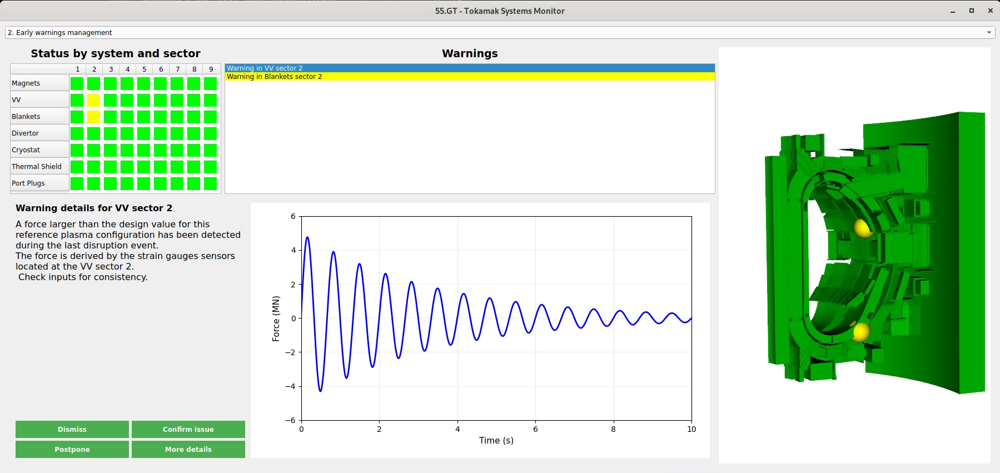 55.GT - Tokamak Systems Monitor
2. Early warnings management
Status by system and sector
1 2 3 4 5 6 7 8 9
Magnets
VV
Blankets
Divertor
Cryostat
Thermal Shield
Port Plugs
Warnings
Warning in VV sector 2
Warning in Blankets sector 2
Warning details for VV sector 2
A force larger than the design value for this
reference plasma configuration has been detected
during the last disruption event.
The force is derived by the strain gauges sensors
located at the VV sector 2.
Check inputs for consistency.
Dismiss
Confirm issue
Postpone
More details
Force (MN)
6
4
2
0
−2
−4
−6
0 2 4 6 8 10
Time (s)